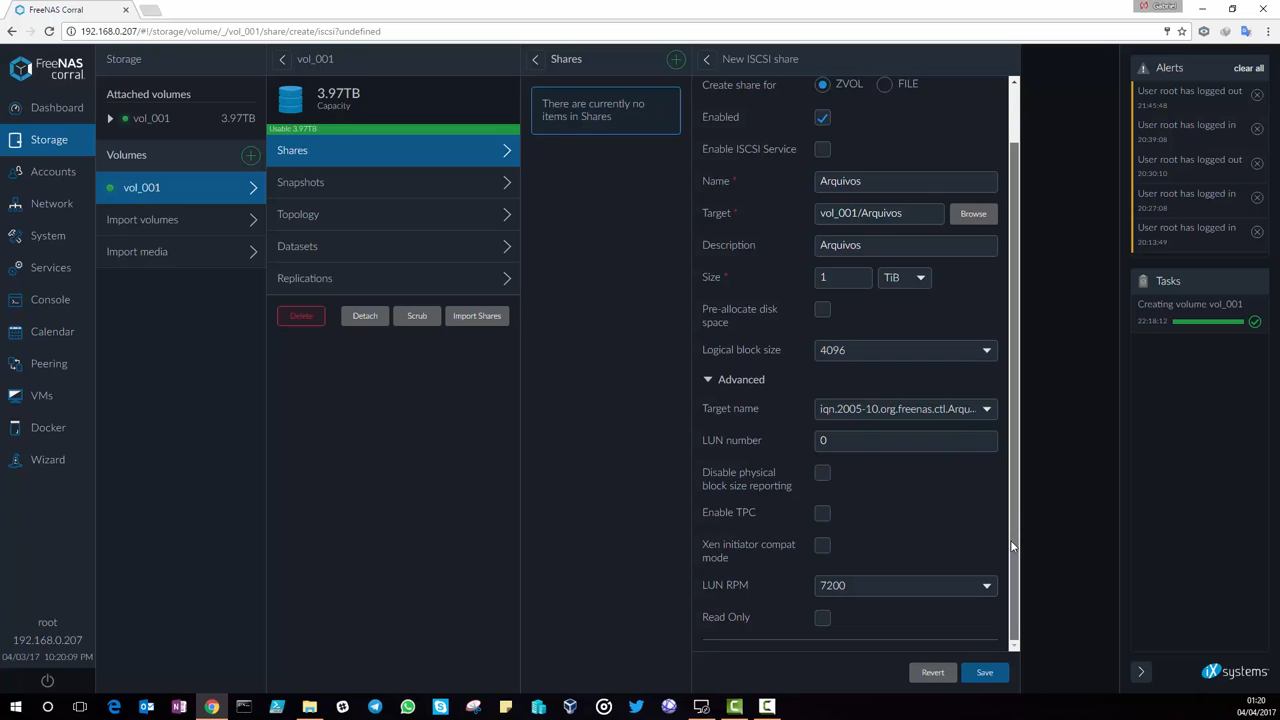 FreeNAS Corral
Gabriel
192.168.0.207/#!/storage/volume/_/vol_001/share/create/iscsi?undefined
FreeNAS
corral.
Dashboard
Storage
Accounts
Network
System
Services
Console
Calendar
Peering
VMs
Docker
Wizard
root
192.168.0.207
04/03/17 10:20:09 PM
Storage
Attached volumes
vol_001 3.97TB
Volumes
vol_001
Import volumes
Import media
vol_001
3.97TB
Capacity
Usable 3.97TB
Shares
Snapshots
Topology
Datasets
Replications
Delete Detach Scrub Import Shares
Shares
There are currently no
items in Shares
New ISCSI share
Create share for ZVOL FILE
Enabled
Enable ISCSI Service
Name * Arquivos
Target * vol_001/Arquivos Browse
Description Arquivos
Size * 1 TiB
Pre-allocate disk
space
Logical block size 4096
Advanced
Target name iqn.2005-10.org.freenas.ctl.Arqu...
LUN number 0
Disable physical
block size reporting
Enable TPC
Xen initiator compat
mode
LUN RPM 7200
Read Only
Revert Save
Alerts clear all
User root has logged out
21:45:48
User root has logged in
20:39:08
User root has logged out
20:30:10
User root has logged in
20:27:08
User root has logged in
20:13:49
Tasks
Creating volume vol_001
22:18:12
iXsystems
01:20
04/04/2017